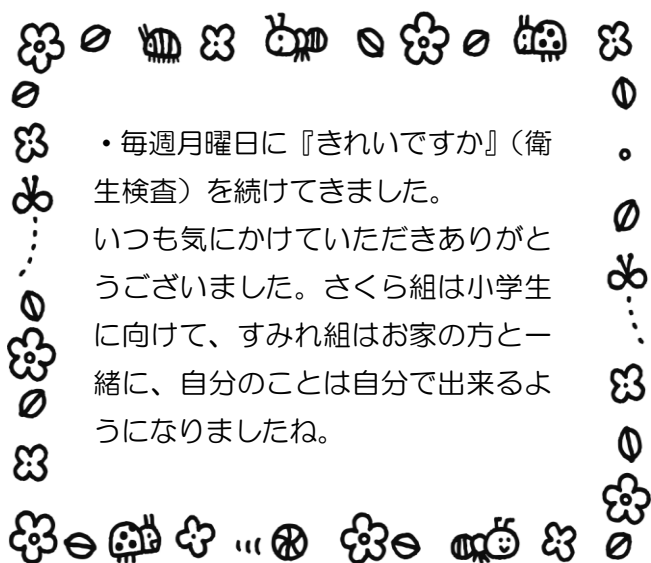 ・毎週月曜日に『きれいですか』（衛
生検査）を続けてきました。
いつも気にかけていただきありがと
うございました。さくら組は小学生
に向けて、すみれ組はお家の方と一
緒に、自分のことは自分で出来るよ
うになりましたね。